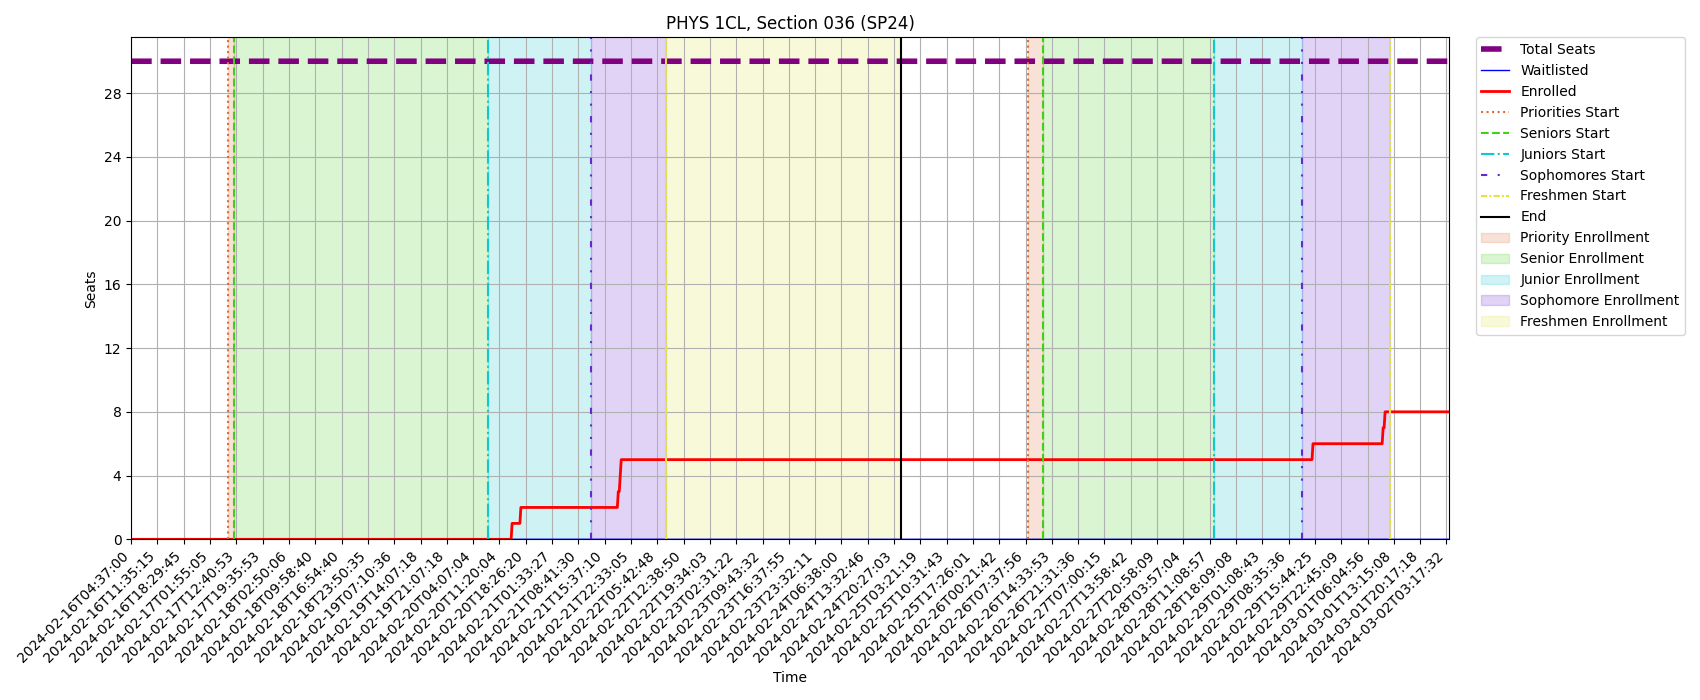 PHYS 1CL, Section 036 (SP24)
Total Seats
Waitlisted
Enrolled
Priorities Start
Seniors Start
Juniors Start
Sophomores Start
Freshmen Start
End
Priority Enrollment
Senior Enrollment
Junior Enrollment
Sophomore Enrollment
Freshmen Enrollment
Seats
28
24
20
16
12
8
4
0
2024-02-16T04:37:00
2024-02-16T11:35:15
2024-02-16T18:29:45
2024-02-17T01:55:05
2024-02-17T12:40:53
2024-02-17T19:35:53
2024-02-18T02:50:06
2024-02-18T09:58:40
2024-02-18T16:54:40
2024-02-18T23:50:35
2024-02-19T07:10:36
2024-02-19T14:07:18
2024-02-19T21:07:18
2024-02-20T04:07:04
2024-02-20T11:20:04
2024-02-20T18:26:20
2024-02-21T01:33:27
2024-02-21T08:41:30
2024-02-21T15:37:10
2024-02-21T22:33:05
2024-02-22T05:42:48
2024-02-22T12:38:50
2024-02-22T19:34:03
2024-02-23T02:31:22
2024-02-23T09:43:32
2024-02-23T16:37:55
2024-02-23T23:32:11
2024-02-24T06:38:00
2024-02-24T13:32:46
2024-02-24T20:27:03
2024-02-25T03:21:19
2024-02-25T10:31:43
2024-02-25T17:26:01
2024-02-26T00:21:42
2024-02-26T07:37:56
2024-02-26T14:33:53
2024-02-26T21:31:36
2024-02-27T07:00:15
2024-02-27T13:58:42
2024-02-27T20:58:09
2024-02-28T03:57:04
2024-02-28T11:08:57
2024-02-28T18:09:08
2024-02-29T01:08:43
2024-02-29T08:35:36
2024-02-29T15:44:25
2024-02-29T22:45:09
2024-03-01T06:04:56
2024-03-01T13:15:08
2024-03-01T20:17:18
2024-03-02T03:17:32
Time